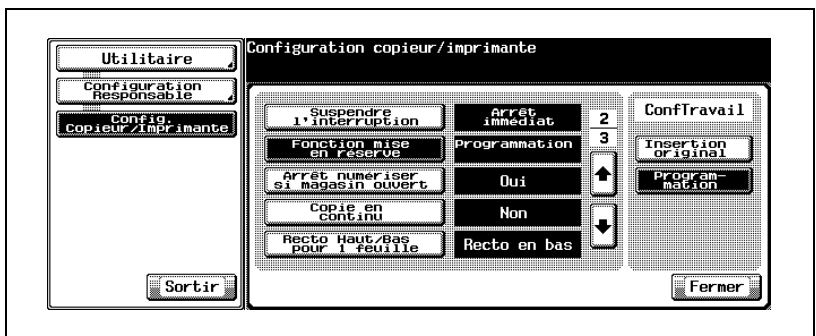 Utilitaire
Configuration
Responsable
Config.
Copieur/Imprimante
Sortir
Configuration copieur/imprimante
Suspendre
l'interruption
Arrêt
immédiat
Fonction mise
en réserve
Programmation
Arrêt numériser
si magasin ouvert
Oui
Copie en
continu
Non
Recto Haut/Bas
pour 1 feuille
Recto en bas
2
3
ConfTravail
Insertion
original
Program-
mation
Fermer